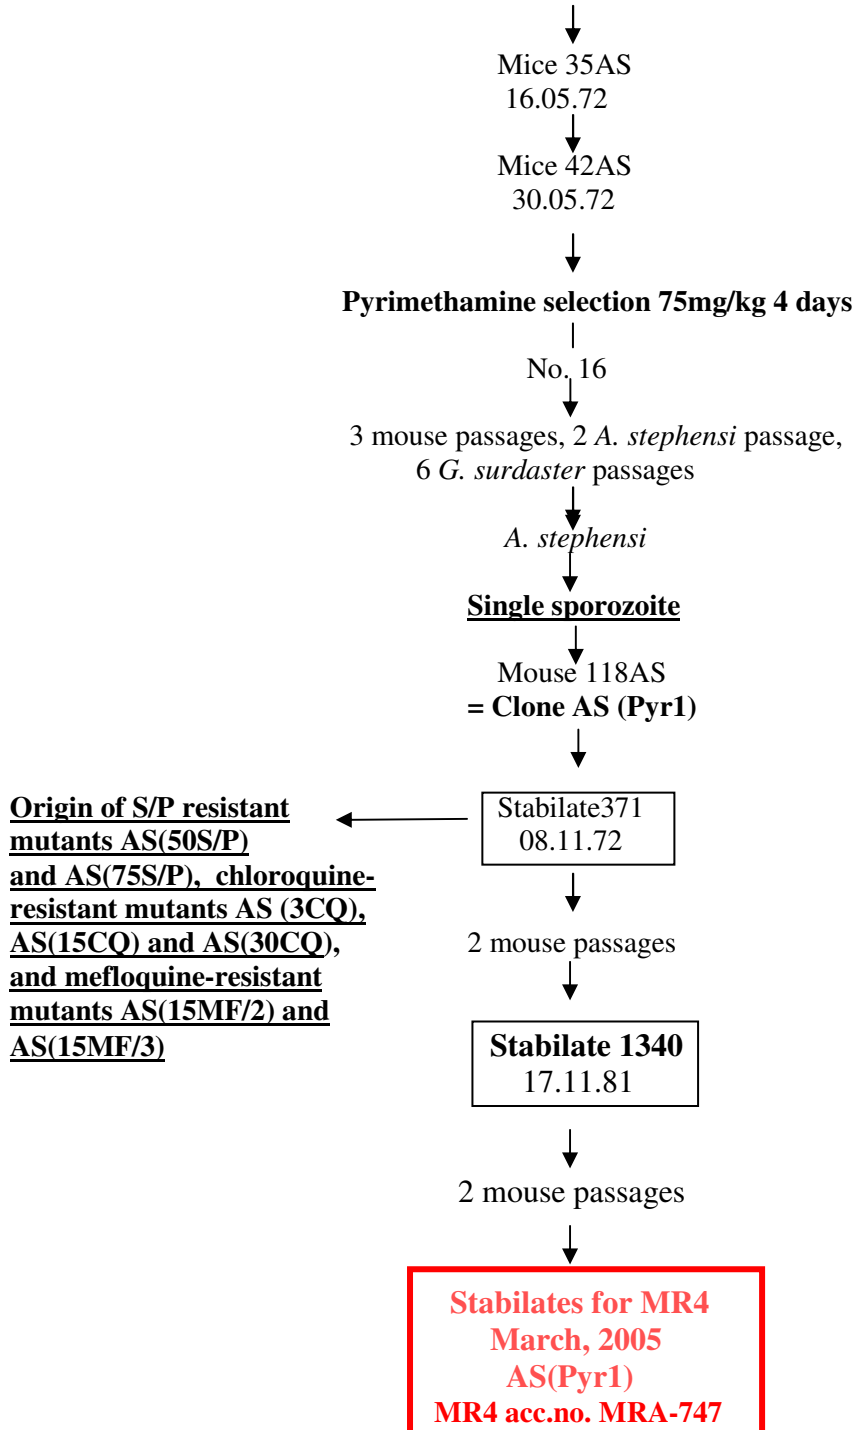 Mice 35AS
16.05.72
Mice 42AS
30.05.72
Pyrimethamine selection 75mg/kg 4 days
No. 16
3 mouse passages, 2 A. stephensi passage,
6 G. surdaster passages
A. stephensi
Single sporozoite
Mouse 118AS
= Clone AS (Pyr1)
Stabilate371
08.11.72
Origin of S/P resistant
mutants AS(50S/P)
and AS(75S/P), chloroquine-
resistant mutants AS (3CQ),
AS(15CQ) and AS(30CQ),
and mefloquine-resistant
mutants AS(15MF/2) and
AS(15MF/3)
2 mouse passages
Stabilate 1340
17.11.81
2 mouse passages
Stabilates for MR4
March, 2005
AS(Pyr1)
MR4 acc.no. MRA-747